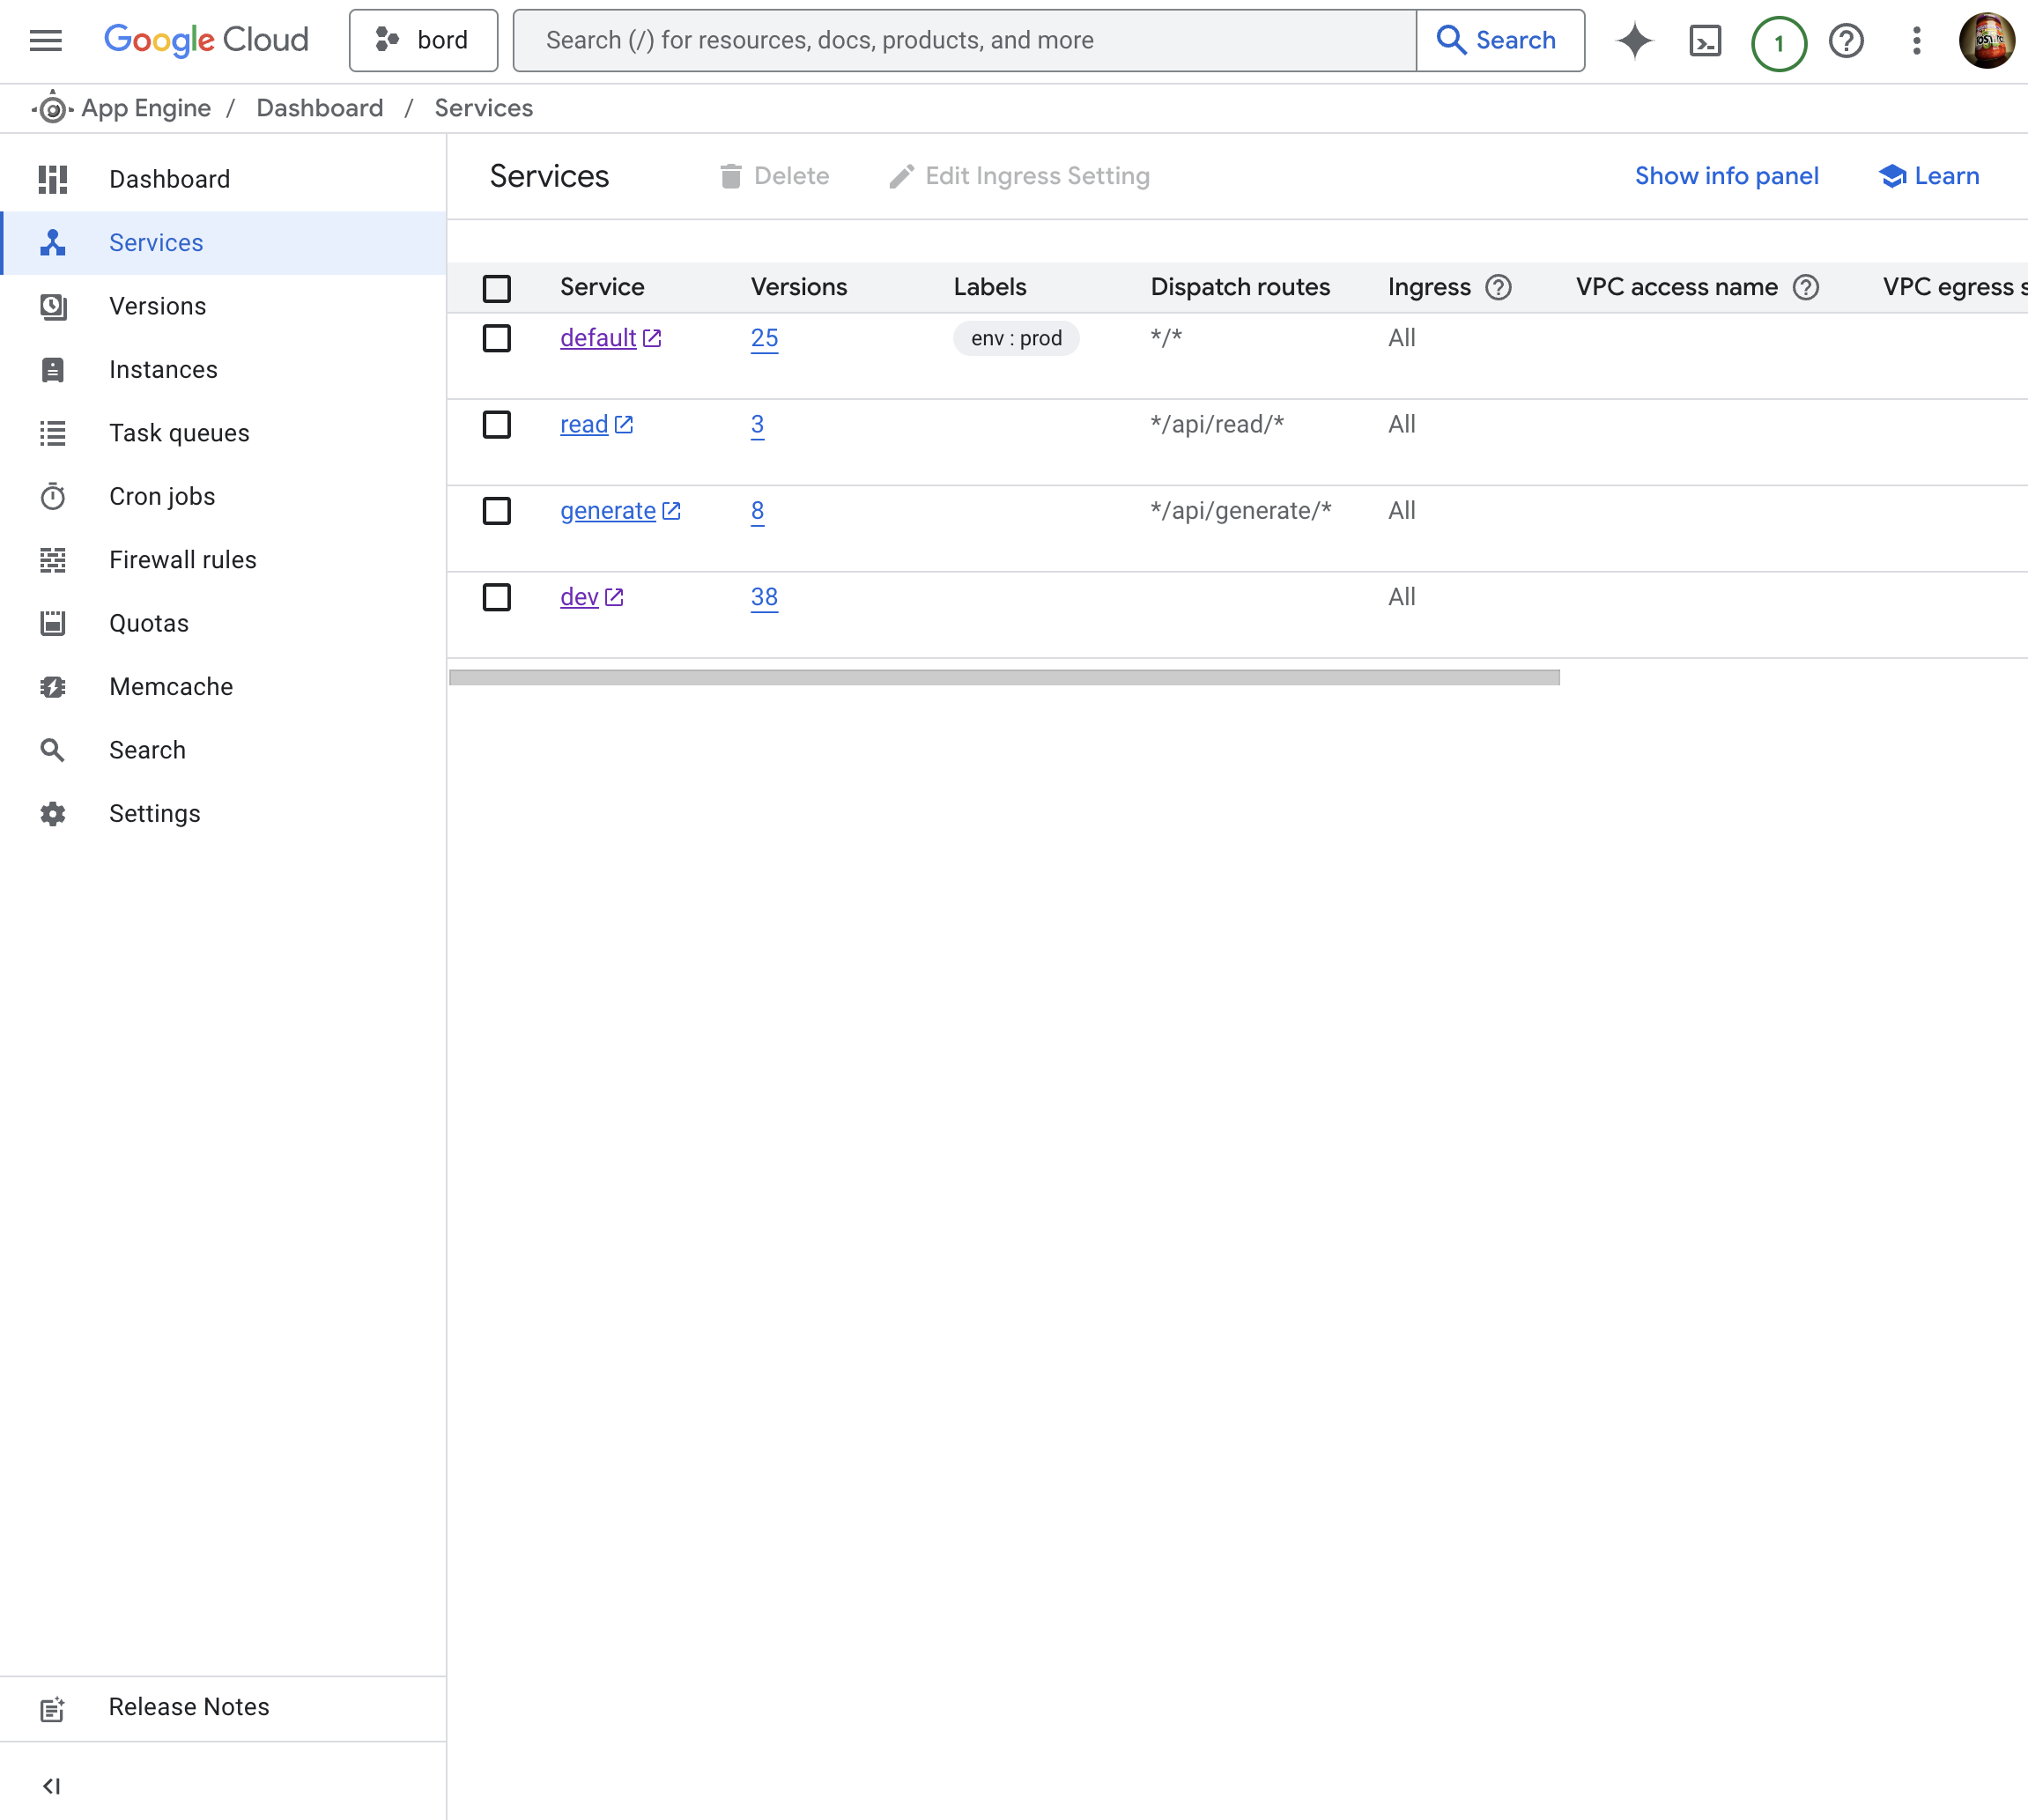 Google Cloud
bord
Search (/) for resources, docs, products, and more
Search
1
App Engine / Dashboard / Services
Dashboard
Services
Versions
Instances
Task queues
Cron jobs
Firewall rules
Quotas
Memcache
Search
Settings
Release Notes
Services Delete Edit Ingress Setting Show info panel Learn
Service Versions Labels Dispatch routes Ingress VPC access name VPC egress s
default 25 env : prod */* All
read 3 */api/read/* All
generate 8 */api/generate/* All
dev 38 All